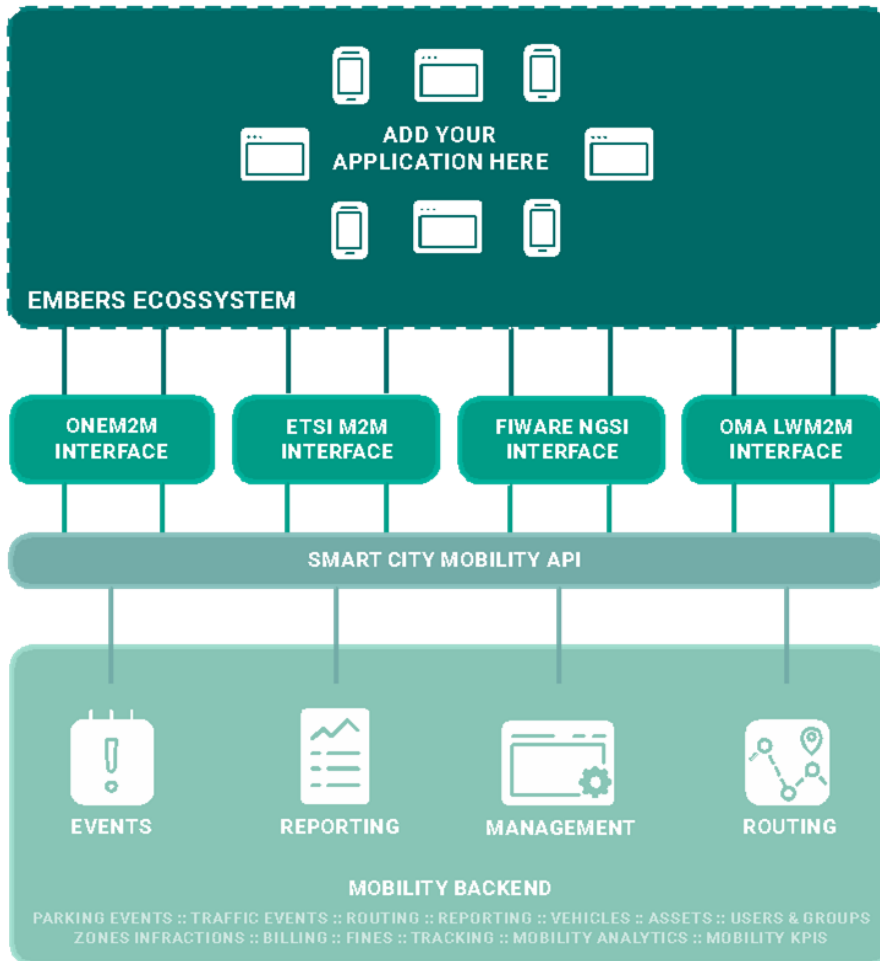 ADD YOUR
APPLICATION HERE
EMBERS ECOSSYSTEM
ONEM2M
INTERFACE
ETSI M2M
INTERFACE
FIWARE NGSI
INTERFACE
OMA LWM2M
INTERFACE
SMART CITY MOBILITY API
EVENTS
REPORTING
MANAGEMENT
ROUTING
MOBILITY BACKEND
PARKING EVENTS :: TRAFFIC EVENTS :: ROUTING :: REPORTING :: VEHICLES :: ASSETS :: USERS & GROUPS
ZONES INFRACTIONS :: BILLING :: FINES :: TRACKING :: MOBILITY ANALYTICS :: MOBILITY KPIS